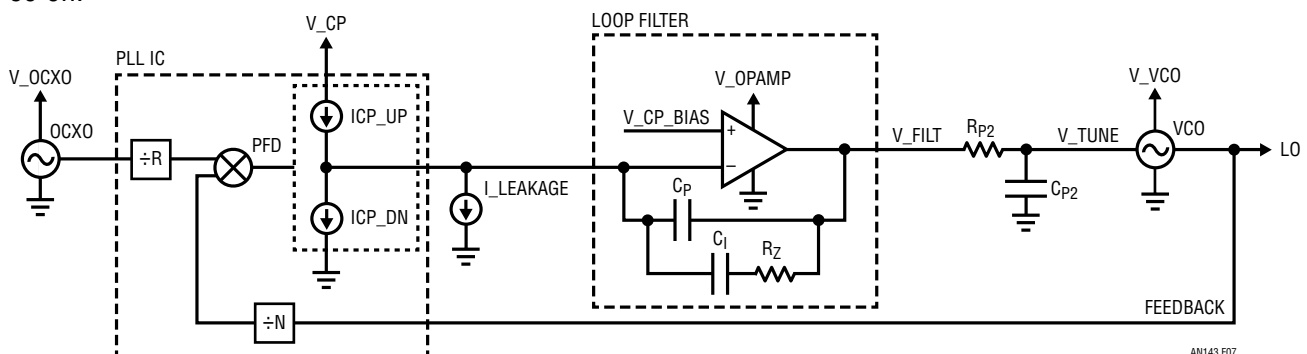 V_CP
LOOP FILTER
PLL IC
V_OCXO
V_OPAMP
V_VCO
ICP_UP
V_CP_BIAS
+
OCXO
÷R
PFD
V_FILT
RP2
V_TUNE
VCO
LO
–
I_LEAKAGE
CP
CP2
ICP_DN
CI
RZ
÷N
FEEDBACK
AN143 F07